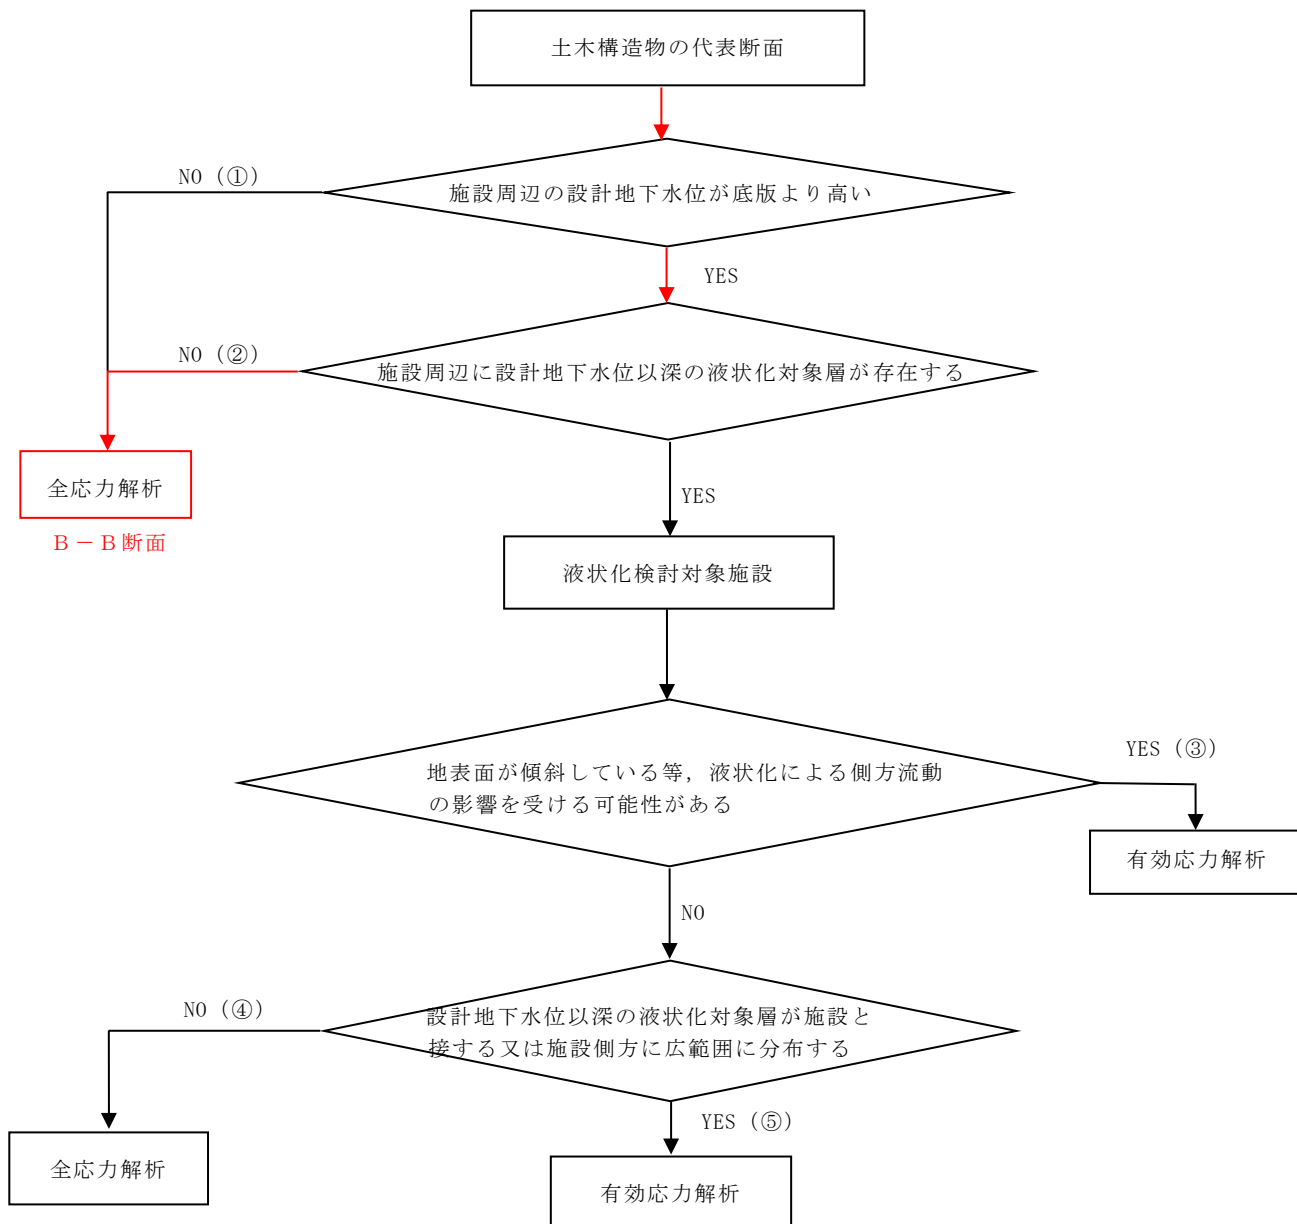 土木構造物の代表断面
NO (①)
施設周辺の設計地下水位が底版より高い
YES
NO (②)
施設周辺に設計地下水位以深の液状化対象層が存在する
全応力解析
YES
B-B断面
液状化検討対象施設
YES (③)
地表面が傾斜している等,液状化による側方流動
の影響を受ける可能性がある
有効応力解析
NO
NO (④)
設計地下水位以深の液状化対象層が施設と
接する又は施設側方に広範囲に分布する
YES (⑤)
全応力解析
有効応力解析